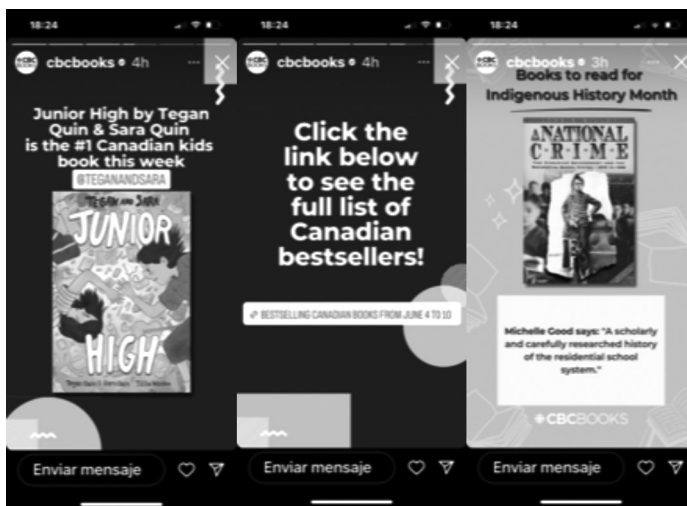 18:24
cbcbooks 4h
Junior High by Tegan
Quin & Sara Quin
is the #1 Canadian kids
book this week
@TEGANANDSARA
TEGAN AND SARA
JUNIOR
HIGH
Tegan Quin & Sara Quin
Enviar mensaje
18:24
cbcbooks 4h
Click the
link below
to see the
full list of
Canadian
bestsellers!
BESTSELLING CANADIAN BOOKS FROM JUNE 4 TO 10
Enviar mensaje
18:24
cbcbooks 3h
Books to read for
Indigenous History Month
A NATIONAL
C·R·I·M·E
Michelle Good says: "A scholarly
and carefully researched history
of the residential school
system."
CBCBOOKS
Enviar mensaje